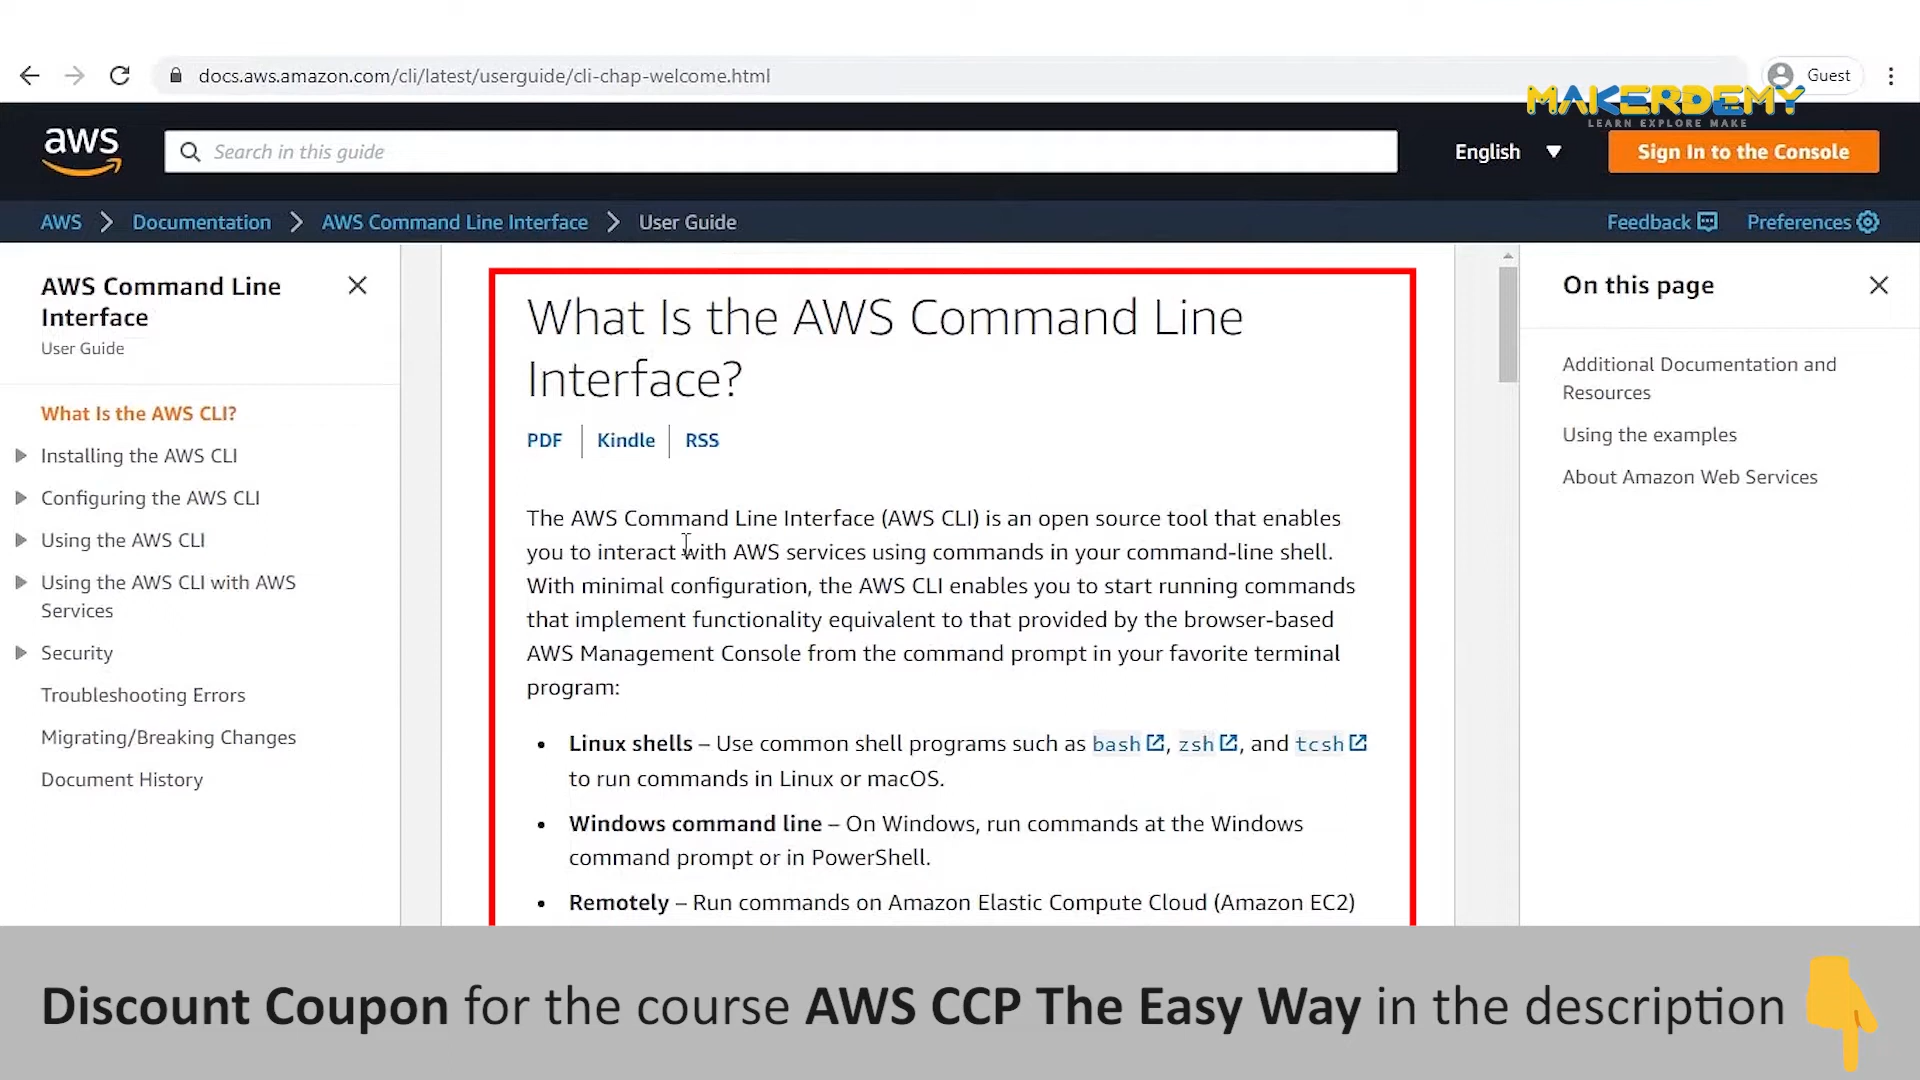 docs.aws.amazon.com/cli/latest/userguide/cli-chap-welcome.html
Guest
MAKERDEMY
LEARN EXPLORE MAKE
aws
Search in this guide
English
Sign In to the Console
AWS > Documentation > AWS Command Line Interface > User Guide
Feedback
Preferences
AWS Command Line
Interface
User Guide
What Is the AWS CLI?
Installing the AWS CLI
Configuring the AWS CLI
Using the AWS CLI
Using the AWS CLI with AWS
Services
Security
Troubleshooting Errors
Migrating/Breaking Changes
Document History
What Is the AWS Command Line
Interface?
PDF | Kindle | RSS
The AWS Command Line Interface (AWS CLI) is an open source tool that enables
you to interact with AWS services using commands in your command-line shell.
With minimal configuration, the AWS CLI enables you to start running commands
that implement functionality equivalent to that provided by the browser-based
AWS Management Console from the command prompt in your favorite terminal
program:
• Linux shells – Use common shell programs such as bash, zsh, and tcsh
to run commands in Linux or macOS.
• Windows command line – On Windows, run commands at the Windows
command prompt or in PowerShell.
• Remotely – Run commands on Amazon Elastic Compute Cloud (Amazon EC2)
On this page
Additional Documentation and
Resources
Using the examples
About Amazon Web Services
Discount Coupon for the course AWS CCP The Easy Way in the description